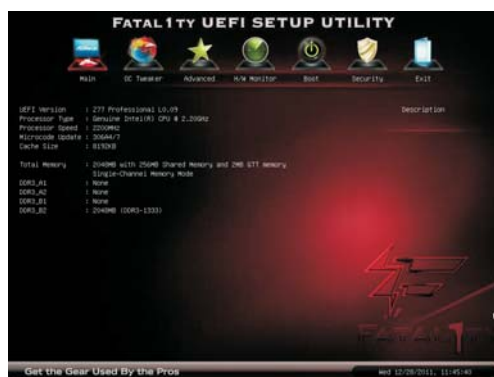 FATAL1TY UEFI SETUP UTILITY
Main OC Tweaker Advanced H/W Monitor Boot Security Exit
UEFI Version : Z77 Professional L0.09
Processor Type : Genuine Intel(R) CPU @ 2.20GHz
Processor Speed : 2200MHz
Microcode Update : 306A4/7
Cache Size : 8192KB
Total Memory : 2048MB with 256MB Shared Memory and 2MB GTT memory.
Single-Channel Memory Mode
DDR3_A1 : None
DDR3_A2 : None
DDR3_B1 : None
DDR3_B2 : 2048MB (DDR3-1333)
Description
FATAL1TY
Get the Gear Used By the Pros
Wed 12/28/2011, 11:45:40